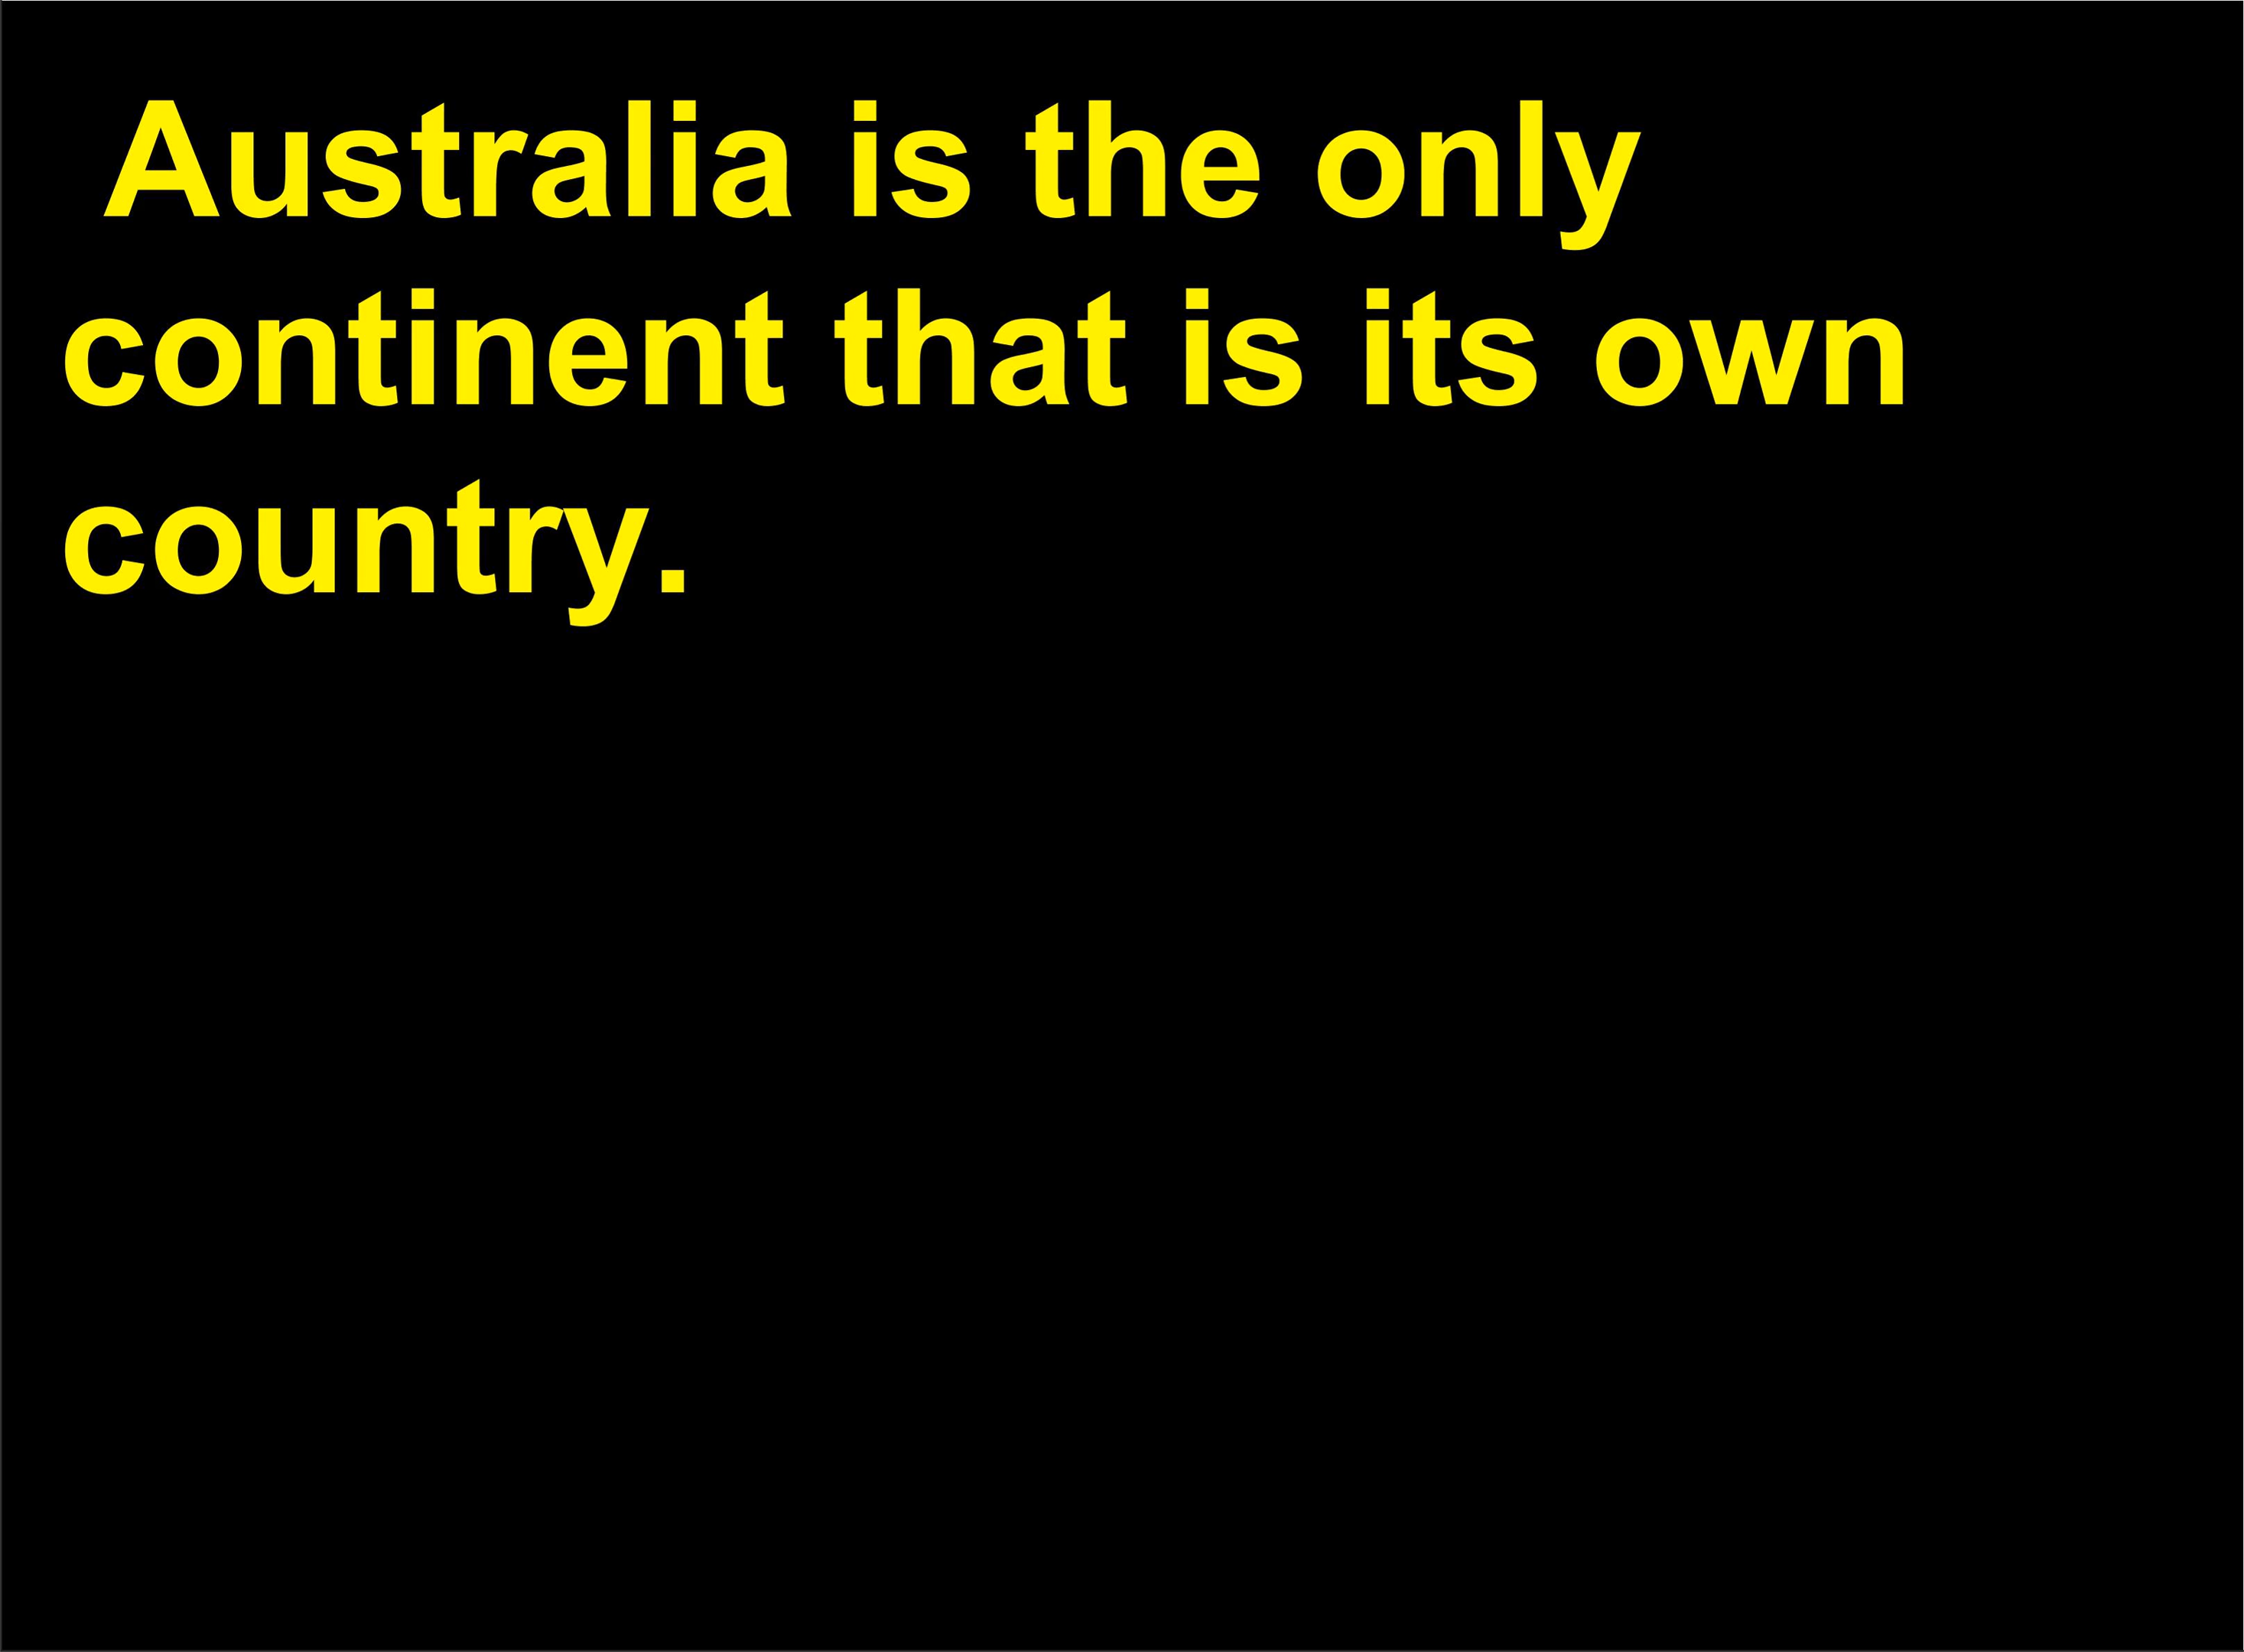 Australia is the only
continent that is its own
country.